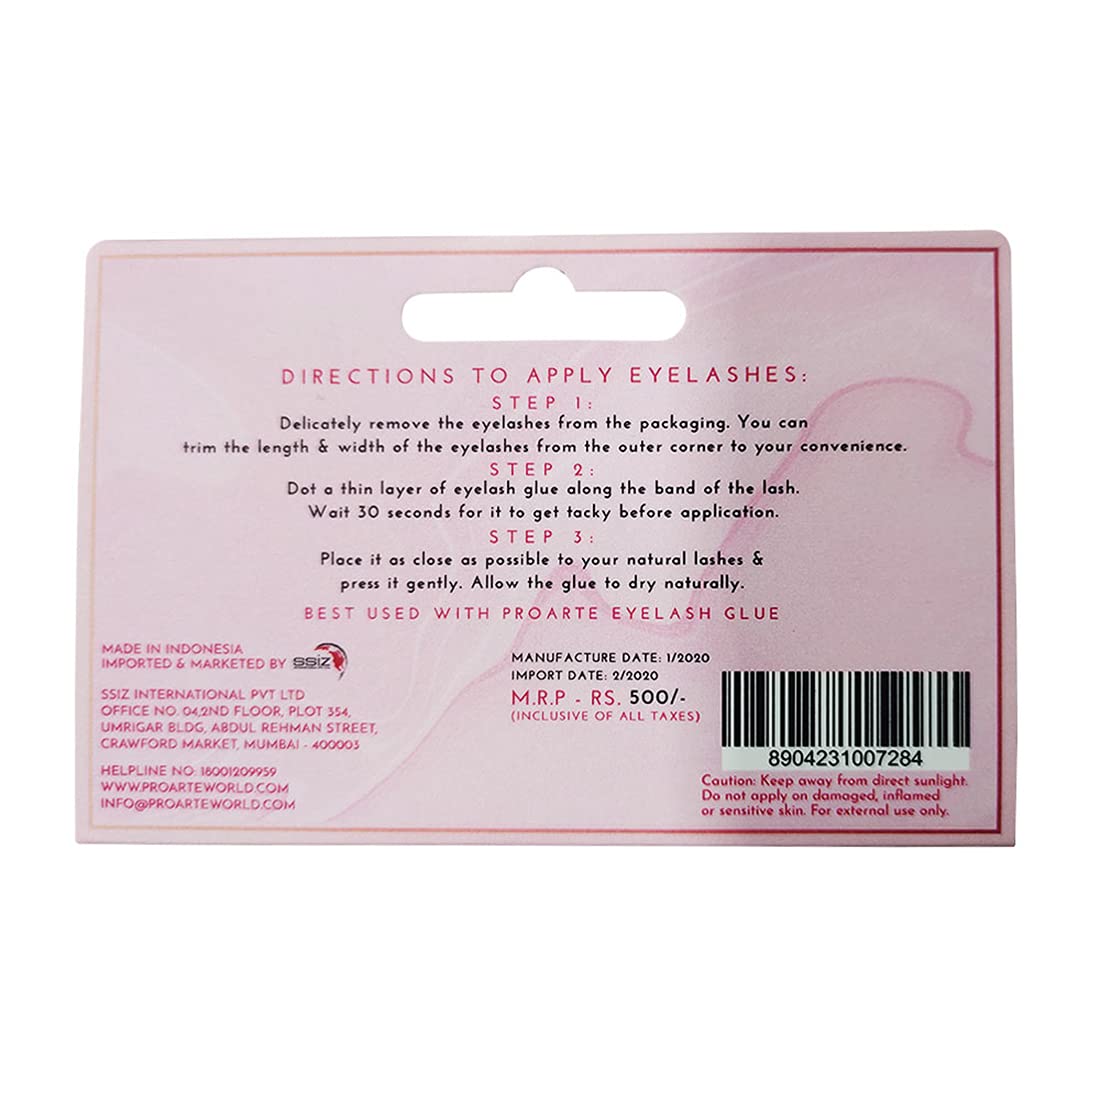 DIRECTIONS TO APPLY EYELASHES:
STEP 1:
Delicately remove the eyelashes from the packaging. You can
trim the length & width of the eyelashes from the outer corner to your convenience.
STEP 2:
Dot a thin layer of eyelash glue along the band of the lash.
Wait 30 seconds for it to get tacky before application.
STEP 3:
Place it as close as possible to your natural lashes &
press it gently. Allow the glue to dry naturally.
BEST USED WITH PROARTE EYELASH GLUE
MADE IN INDONESIA
IMPORTED & MARKETED BY SSIZ
SSIZ INTERNATIONAL PVT LTD
OFFICE NO. 04,2ND FLOOR, PLOT 354,
UMRIGAR BLDG, ABDUL REHMAN STREET,
CRAWFORD MARKET, MUMBAI - 400003
HELPLINE NO: 18001209959
WWW.PROARTEWORLD.COM
INFO@PROARTEWORLD.COM
MANUFACTURE DATE: 1/2020
IMPORT DATE: 2/2020
M.R.P - RS. 500/-
(INCLUSIVE OF ALL TAXES)
8904231007284
Caution: Keep away from direct sunlight.
Do not apply on damaged, inflamed
or sensitive skin. For external use only.